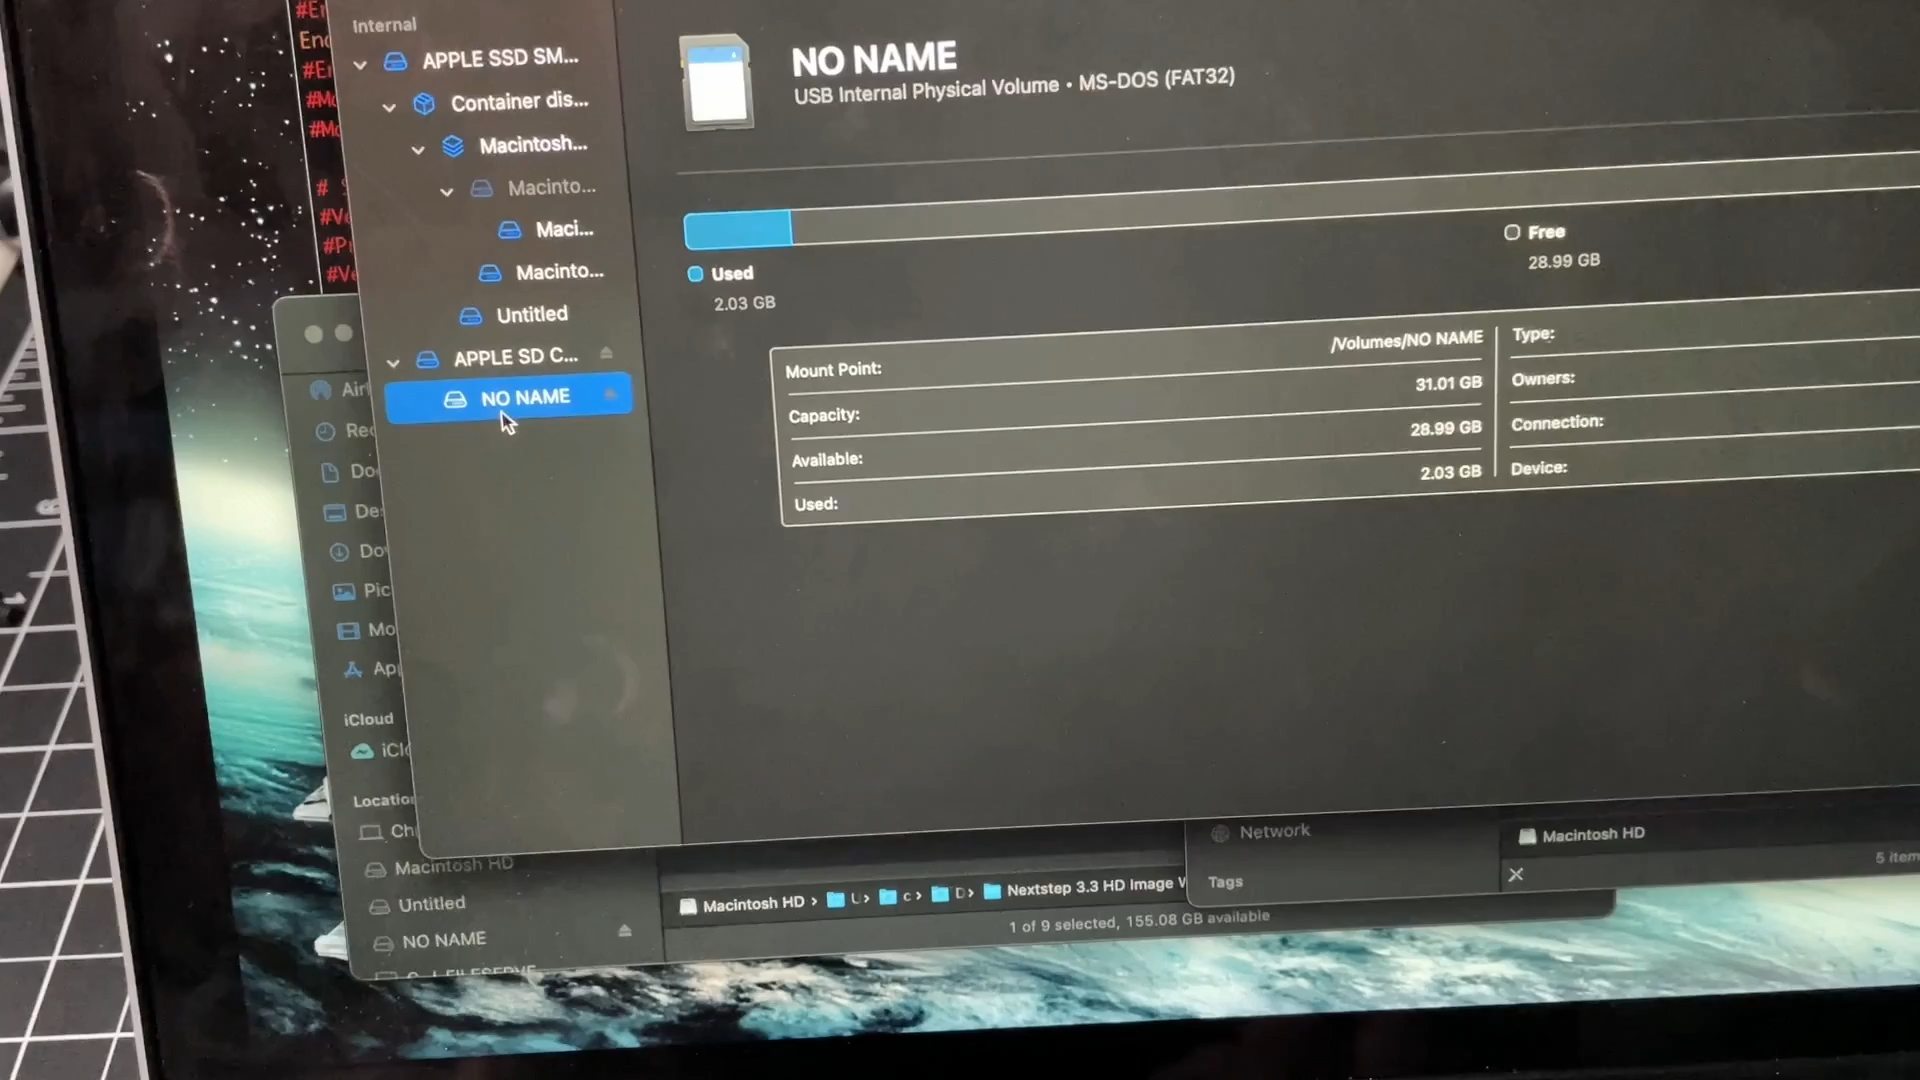 Internal
APPLE SSD SM...
Container dis...
Macintosh...
Macinto...
Maci...
Macinto...
Untitled
APPLE SD C...
NO NAME
NO NAME
USB Internal Physical Volume • MS-DOS (FAT32)
Used
2.03 GB
Free
28.99 GB
Mount Point: /Volumes/NO NAME
Capacity: 31.01 GB
Available: 28.99 GB
Used: 2.03 GB
Type:
Owners:
Connection:
Device:
iCloud
Macintosh HD
Untitled
NO NAME
Macintosh HD › U› c› D› Nextstep 3.3 HD Image
1 of 9 selected, 155.08 GB available
Network
Tags
Macintosh HD